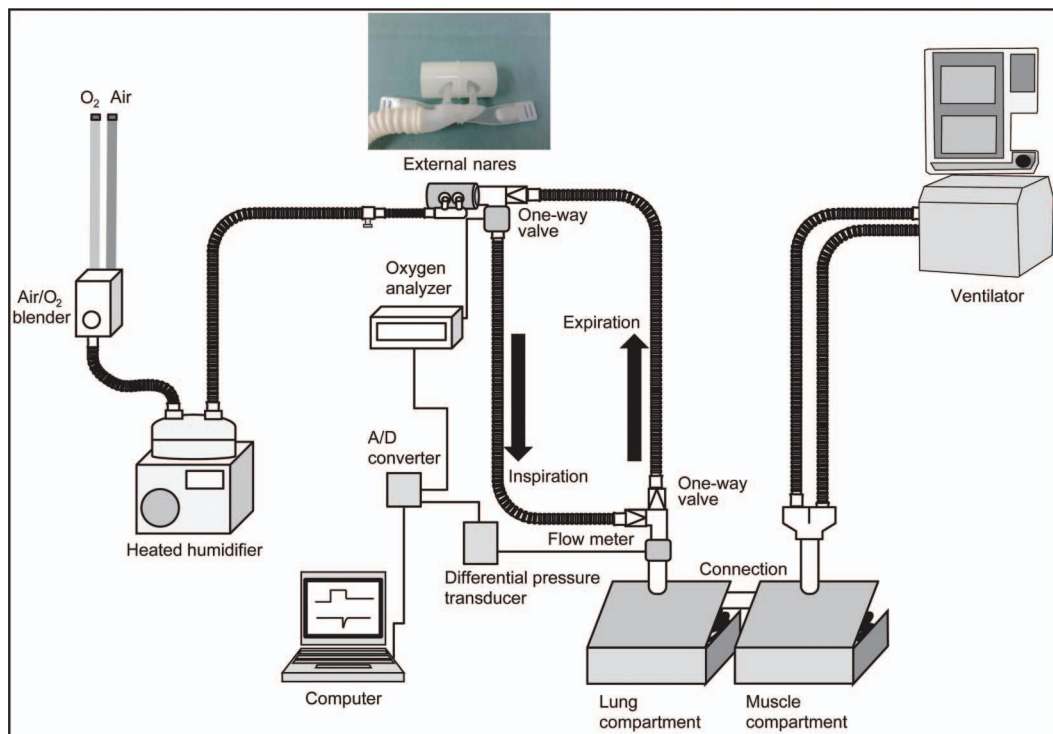 O₂ Air
External nares
One-way
valve
Oxygen
analyzer
Air/O₂
blender
Ventilator
Expiration
A/D
converter
Inspiration
One-way
valve
Flow meter
Heated humidifier
Differential pressure
transducer
Connection
Computer
Lung
compartment
Muscle
compartment